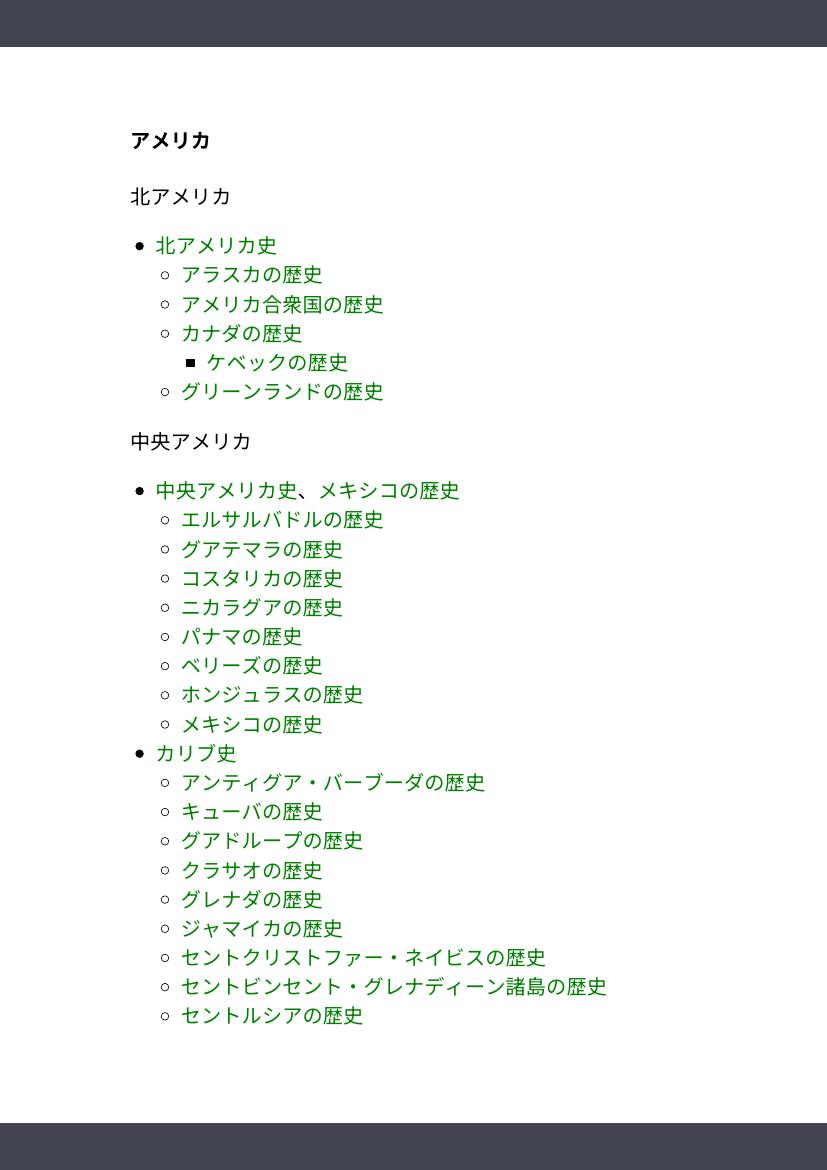 アメリカ
北アメリカ
北アメリカ史
アラスカの歴史
アメリカ合衆国の歴史
カナダの歴史
ケベックの歴史
グリーンランドの歴史
中央アメリカ
中央アメリカ史、メキシコの歴史
エルサルバドルの歴史
グアテマラの歴史
コスタリカの歴史
ニカラグアの歴史
パナマの歴史
ベリーズの歴史
ホンジュラスの歴史
メキシコの歴史
カリブ史
アンティグア・バーブーダの歴史
キューバの歴史
グアドループの歴史
クラサオの歴史
グレナダの歴史
ジャマイカの歴史
セントクリストファー・ネイビスの歴史
セントビンセント・グレナディーン諸島の歴史
セントルシアの歴史